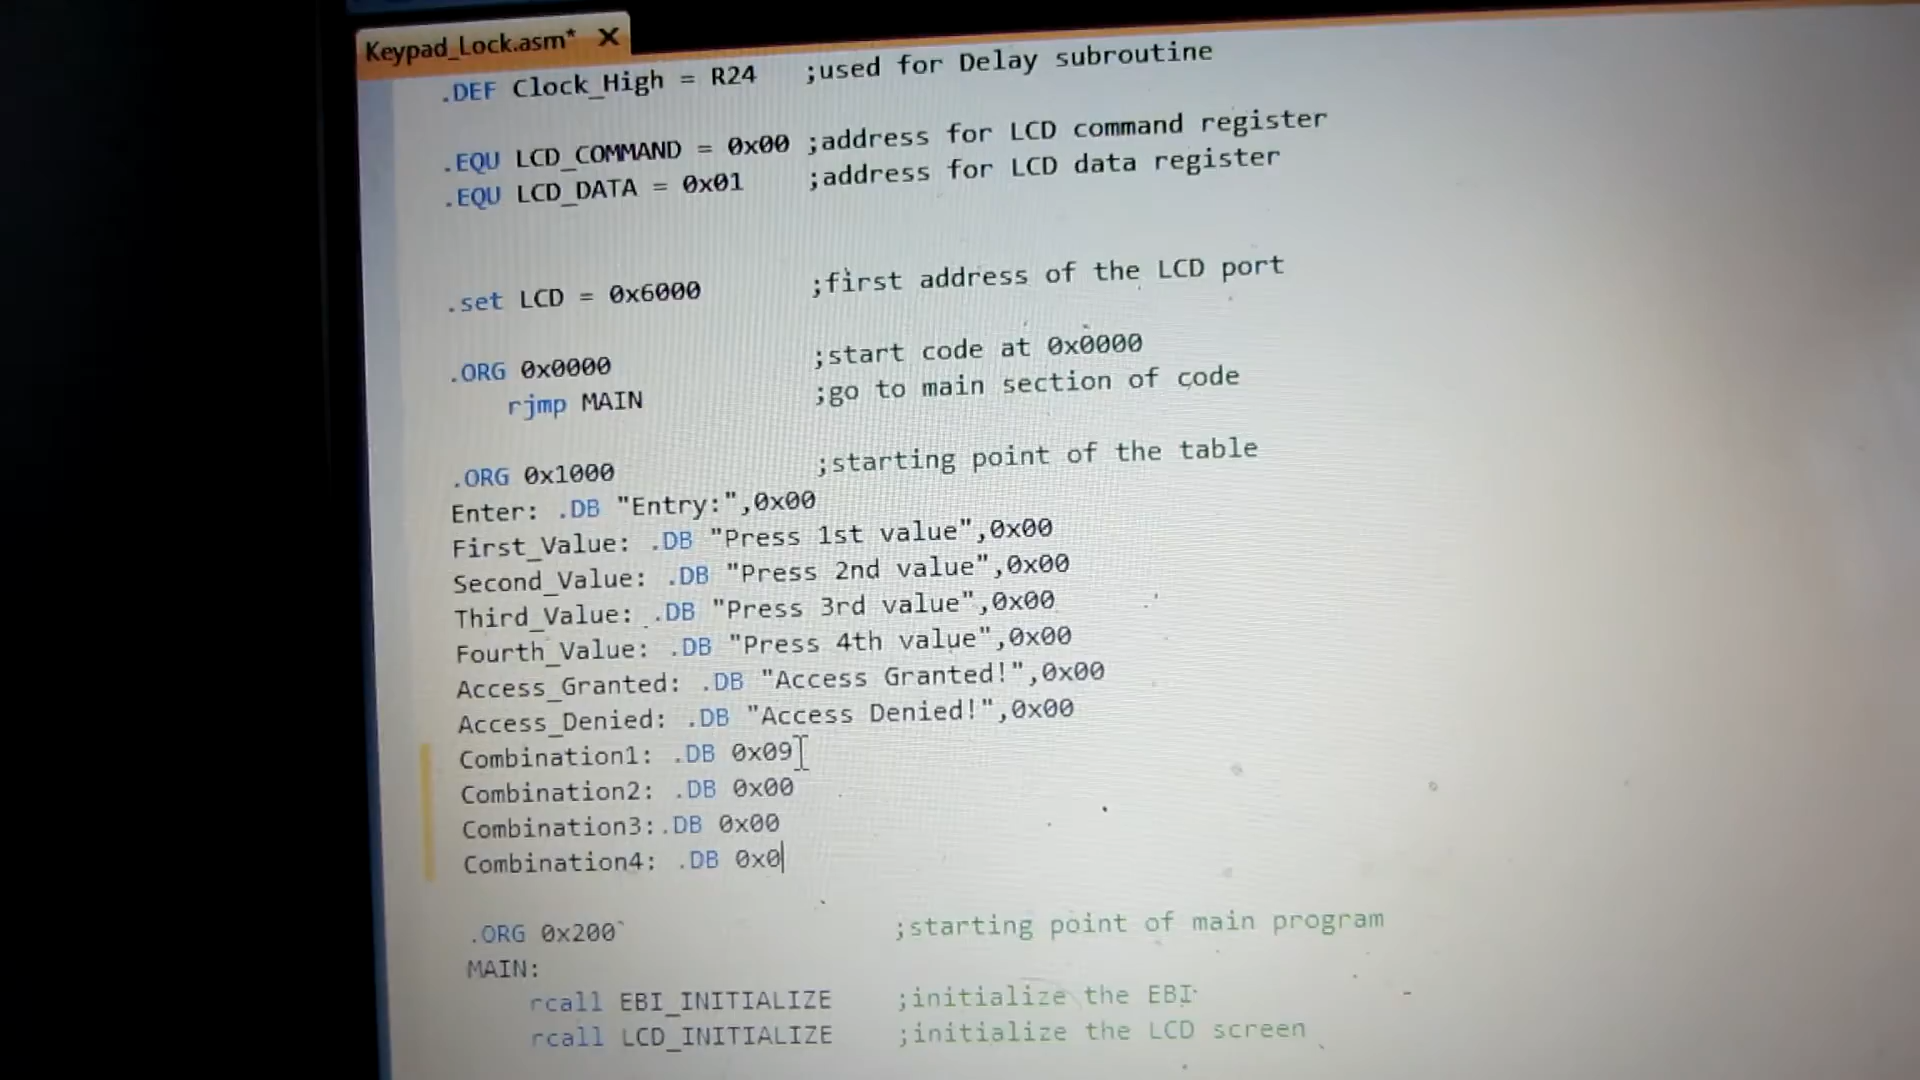 Keypad_Lock.asm* X
.DEF Clock_High = R24 ;used for Delay subroutine
.EQU LCD_COMMAND = 0x00 ;address for LCD command register
.EQU LCD_DATA = 0x01 ;address for LCD data register
.set LCD = 0x6000 ;first address of the LCD port
.ORG 0x0000 ;start code at 0x0000
rjmp MAIN ;go to main section of code
.ORG 0x1000 ;starting point of the table
Enter: .DB "Entry:",0x00
First_Value: .DB "Press 1st value",0x00
Second_Value: .DB "Press 2nd value",0x00
Third_Value: .DB "Press 3rd value",0x00
Fourth_Value: .DB "Press 4th value",0x00
Access_Granted: .DB "Access Granted!",0x00
Access_Denied: .DB "Access Denied!",0x00
Combination1: .DB 0x09
Combination2: .DB 0x00
Combination3:.DB 0x00
Combination4: .DB 0x0
.ORG 0x200 ;starting point of main program
MAIN:
rcall EBI_INITIALIZE ;initialize the EBI
rcall LCD_INITIALIZE ;initialize the LCD screen